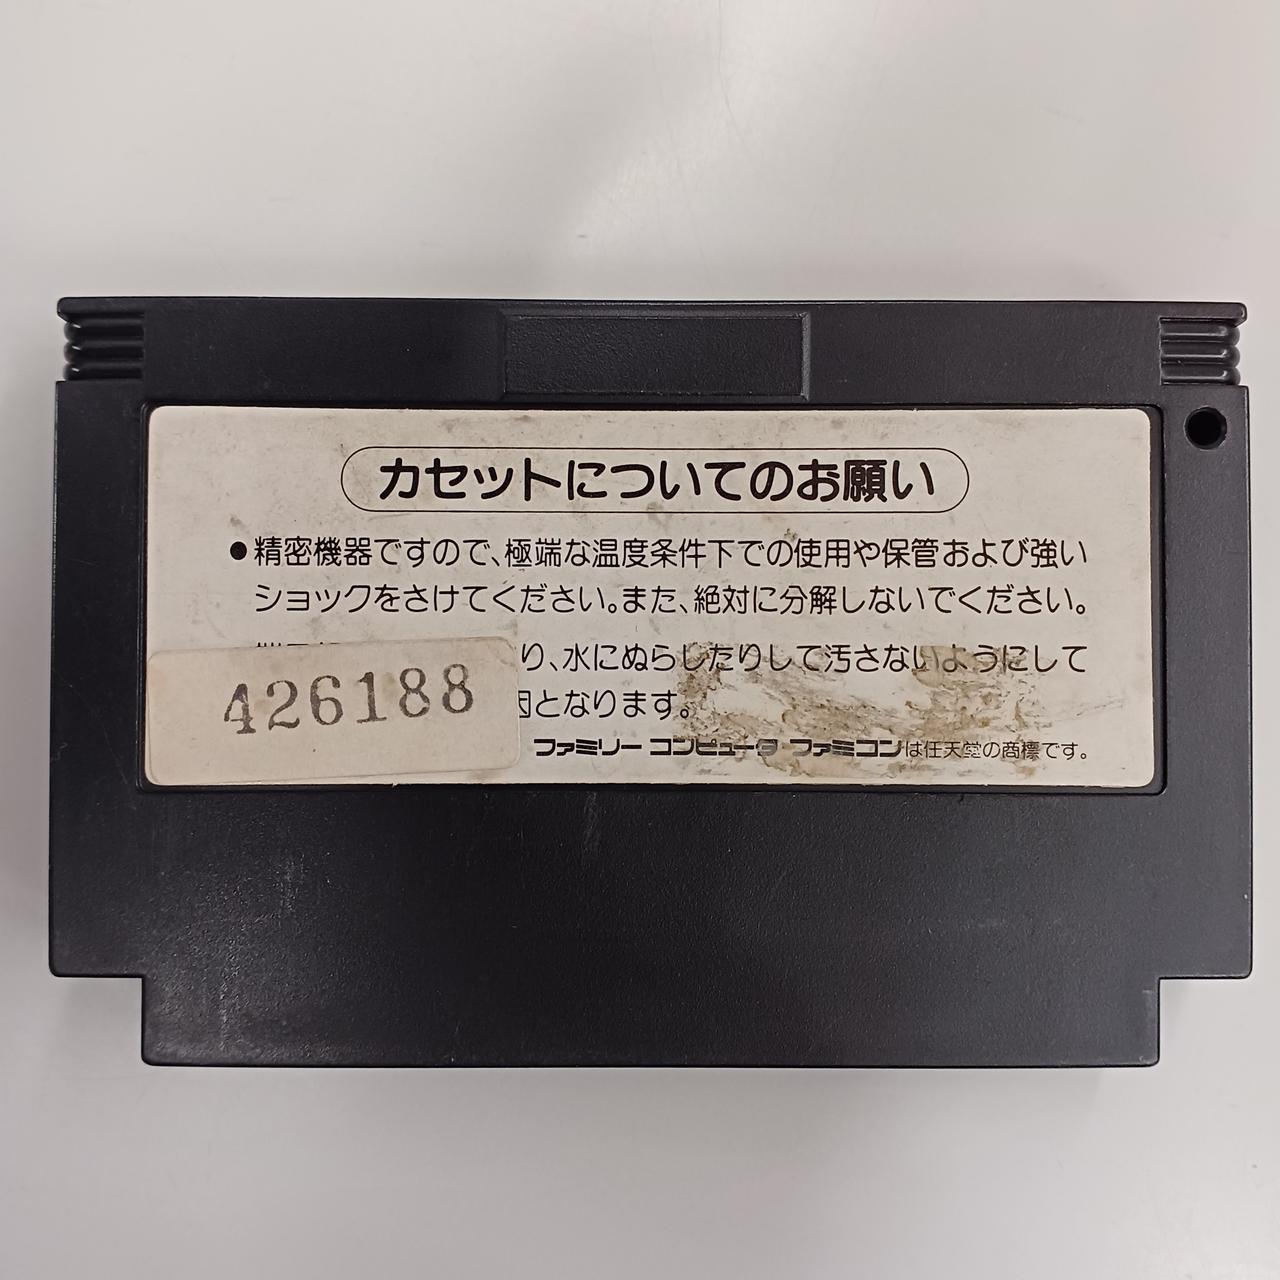 カセットについてのお願い
●精密機器ですので、極端な温度条件下での使用や保管および強い
ショックをさけてください。また、絶対に分解しないでください。
り、水にぬらしたりして汚さないようにして
因となります。
426188
ファミリー コンピュータ ファミコンは任天堂の商標です。